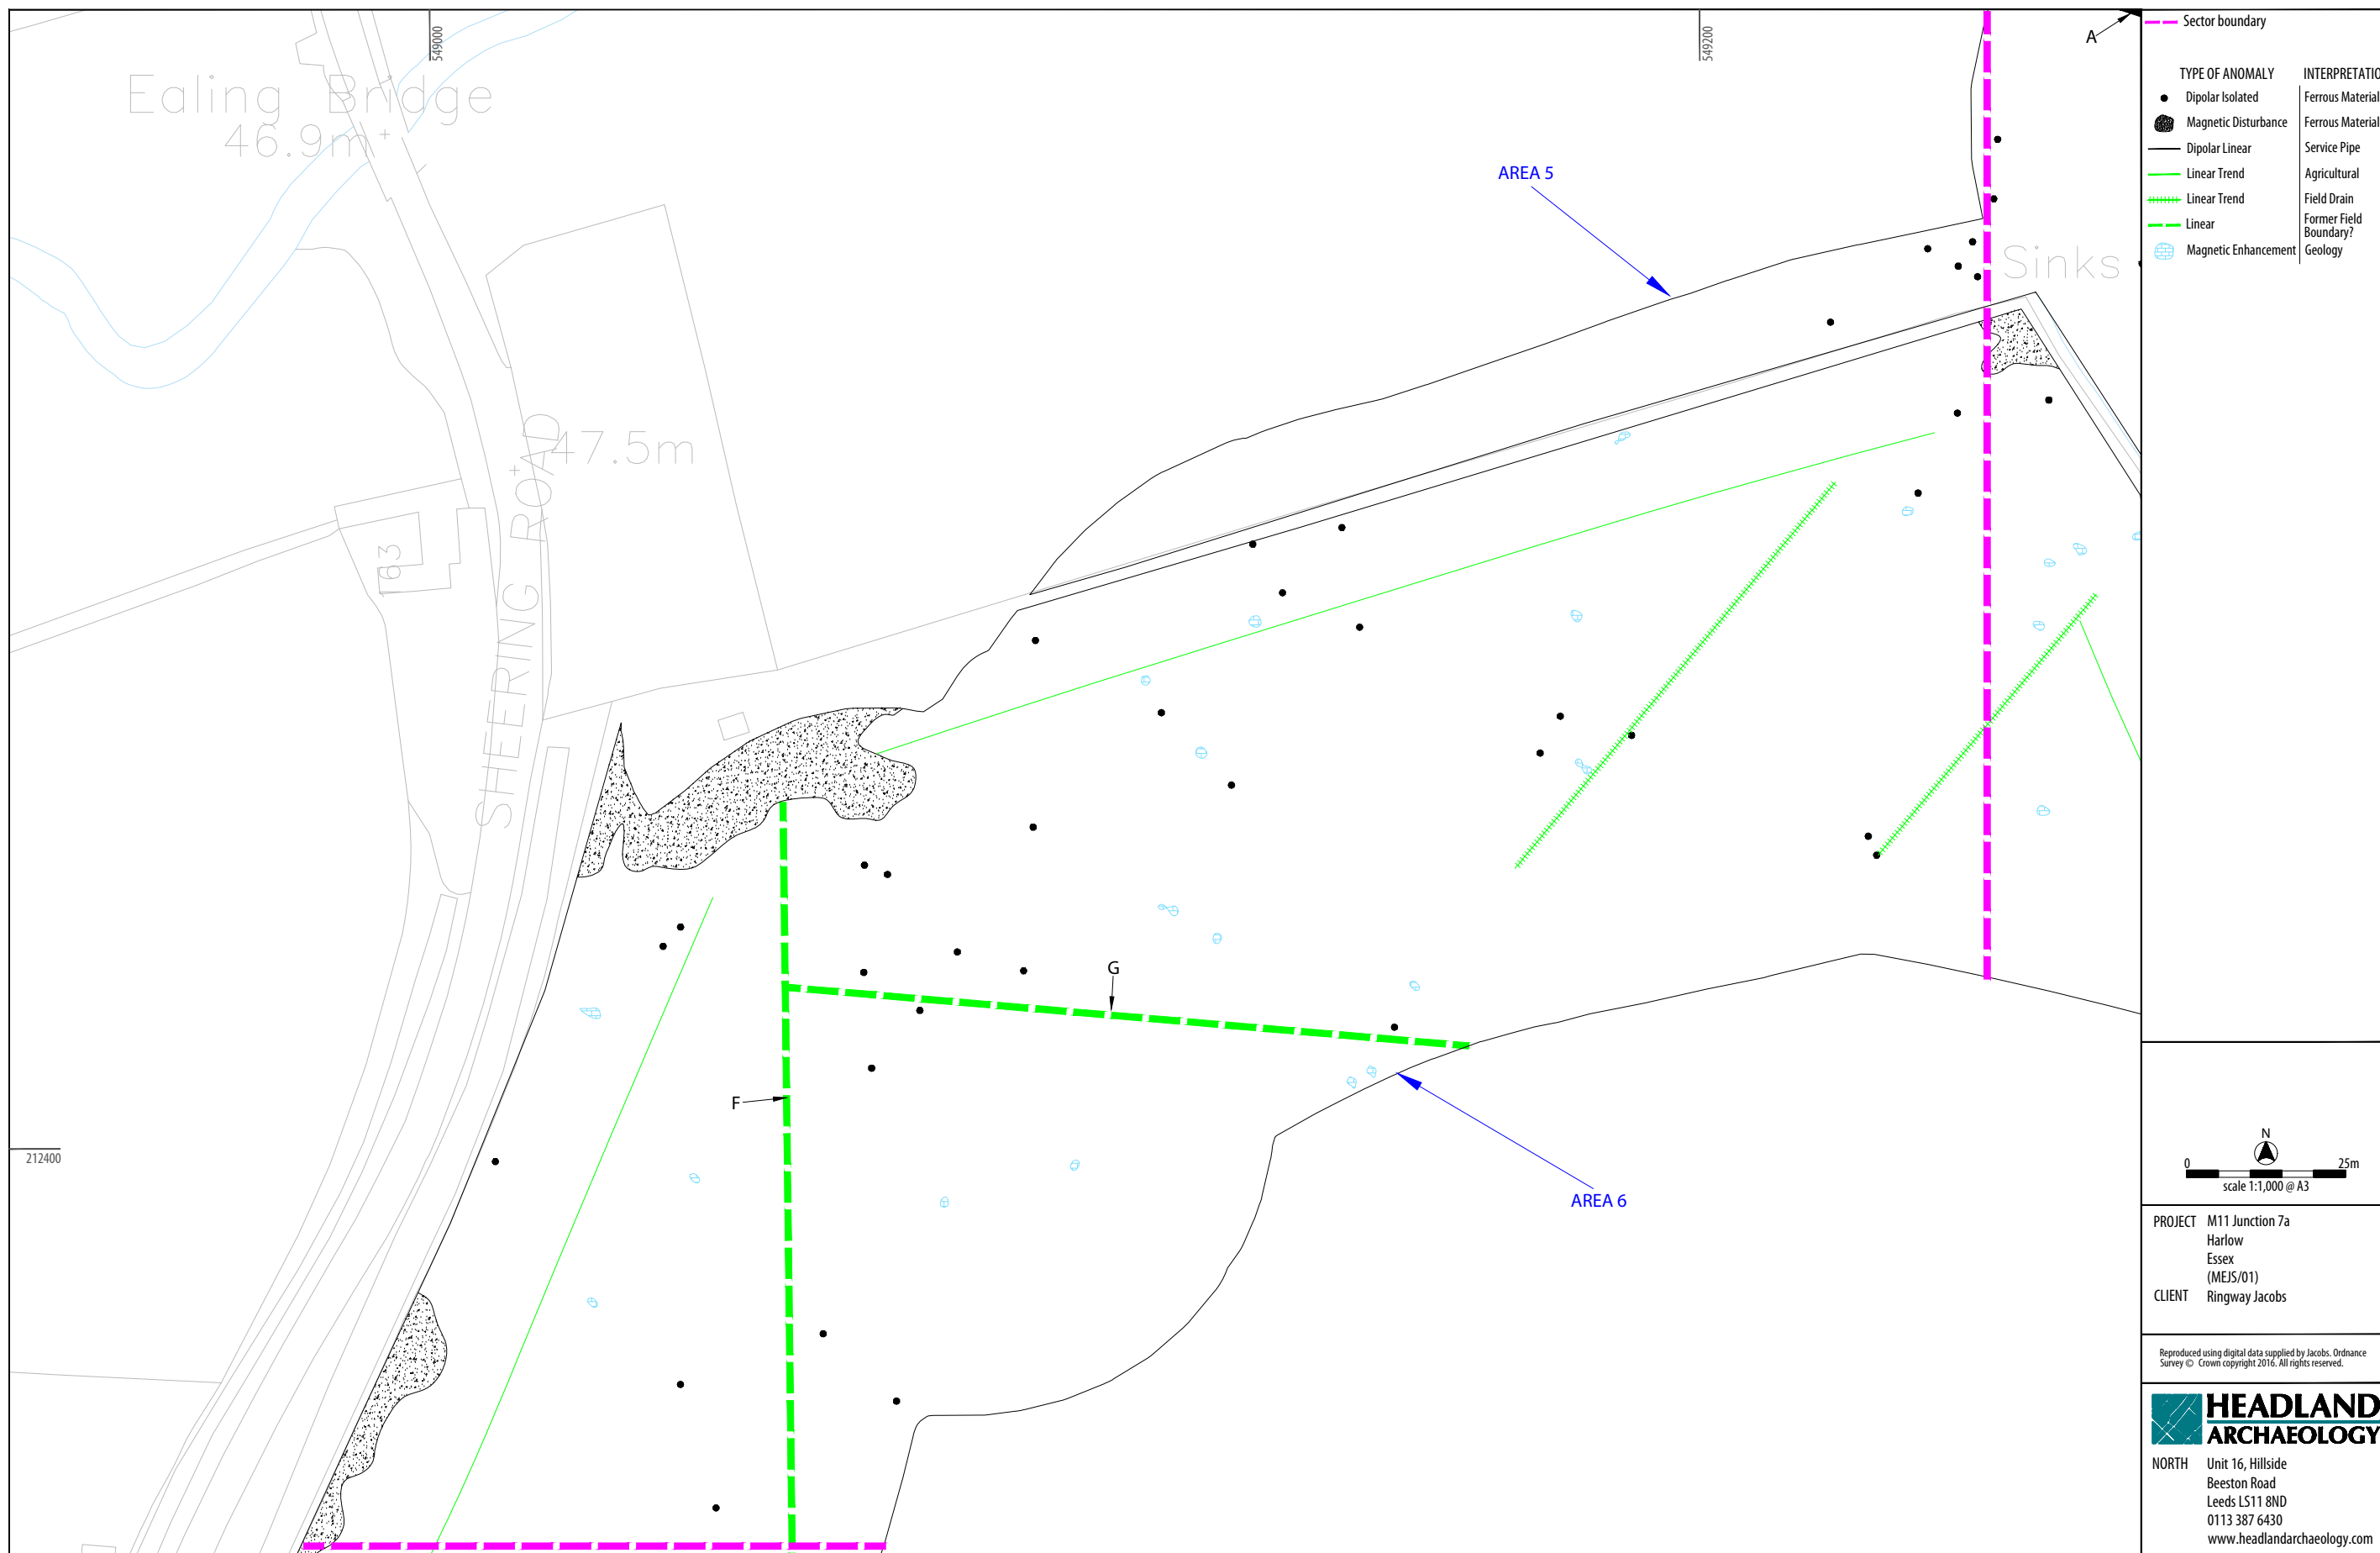 549000
549200
A
Ealing Bridge
46.9m
AREA 5
Sinks
47.5m
163
SHEERING ROAD
G
F
212400
AREA 6
Sector boundary
TYPE OF ANOMALY INTERPRETATIO
Dipolar Isolated Ferrous Material
Magnetic Disturbance Ferrous Material
Dipolar Linear Service Pipe
Linear Trend Agricultural
Linear Trend Field Drain
Linear Former Field
Boundary?
Magnetic Enhancement Geology
N
0 25m
scale 1:1,000 @ A3
PROJECT M11 Junction 7a
Harlow
Essex
(MEJS/01)
CLIENT Ringway Jacobs
Reproduced using digital data supplied by Jacobs. Ordnance
Survey © Crown copyright 2016. All rights reserved.
HEADLAND
ARCHAEOLOGY
NORTH Unit 16, Hillside
Beeston Road
Leeds LS11 8ND
0113 387 6430
www.headlandarchaeology.com